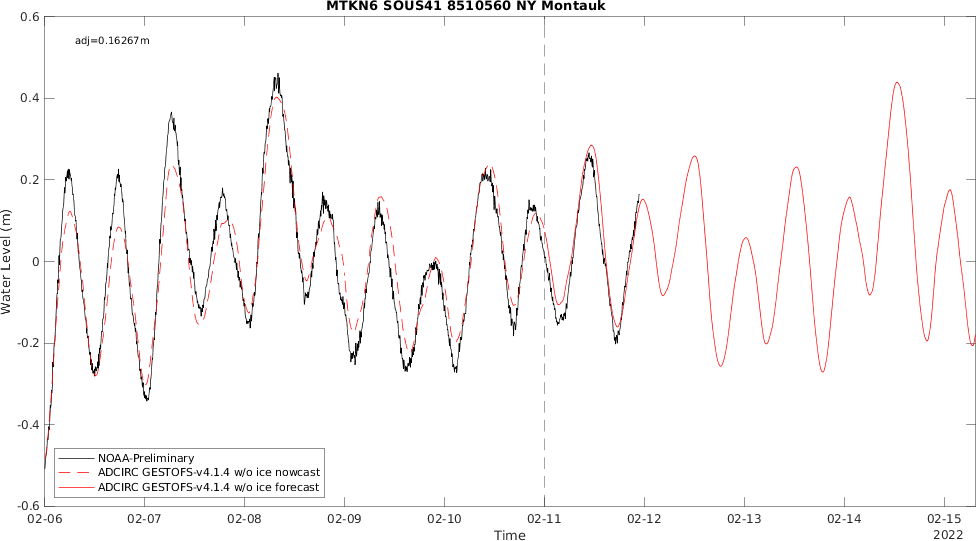 MTKN6 SOUS41 8510560 NY Montauk
adj=0.16267m
0.6
0.4
0.2
0
-0.2
-0.4
-0.6
Water Level (m)
NOAA-Preliminary
ADCIRC GESTOFS-v4.1.4 w/o ice nowcast
ADCIRC GESTOFS-v4.1.4 w/o ice forecast
02-06 02-07 02-08 02-09 02-10 02-11 02-12 02-13 02-14 02-15
Time
2022